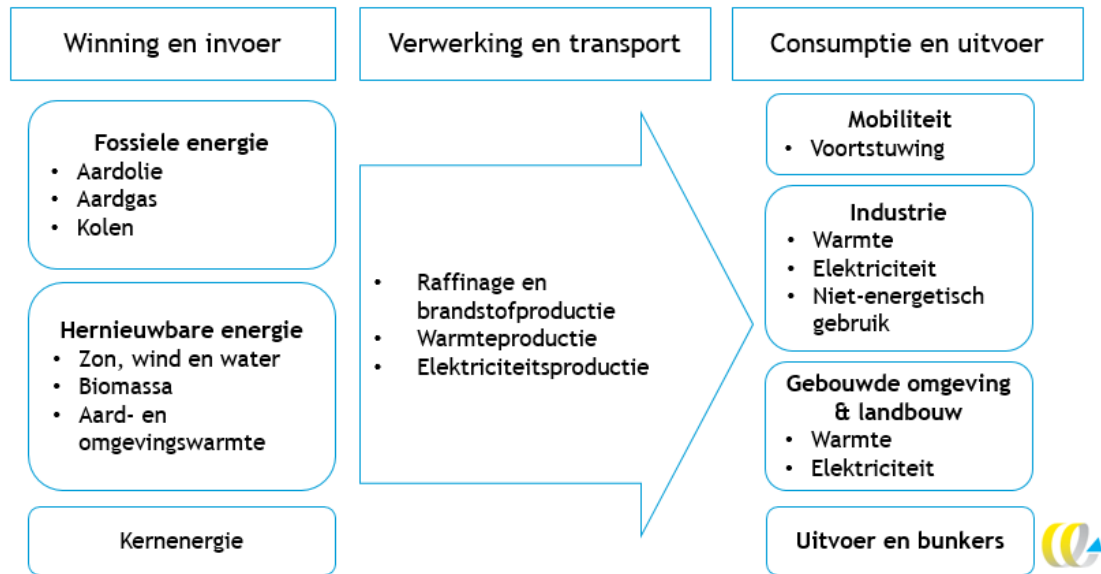 Winning en invoer
Verwerking en transport
Consumptie en uitvoer
Fossiele energie
• Aardolie
• Aardgas
• Kolen
Hernieuwbare energie
• Zon, wind en water
• Biomassa
• Aard- en
omgevingswarmte
Kernenergie
• Raffinage en
brandstofproductie
• Warmteproductie
• Elektriciteitsproductie
Mobiliteit
• Voortstuwing
Industrie
• Warmte
• Elektriciteit
• Niet-energetisch
gebruik
Gebouwde omgeving
& landbouw
• Warmte
• Elektriciteit
Uitvoer en bunkers